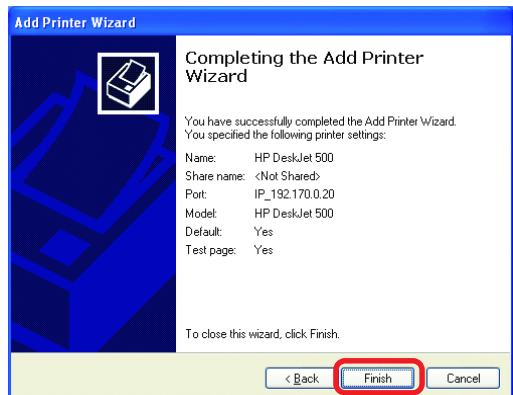 Add Printer Wizard
Completing the Add Printer
Wizard
You have successfully completed the Add Printer Wizard.
You specified the following printer settings:
Name: HP DeskJet 500
Share name: <Not Shared>
Port: IP_192.170.0.20
Model: HP DeskJet 500
Default: Yes
Test page: Yes
To close this wizard, click Finish.
< Back Finish Cancel